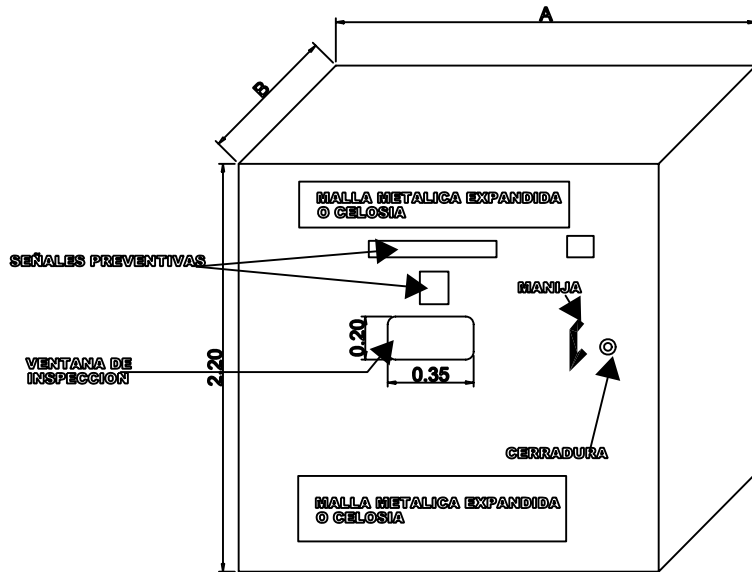 A
B
MALLA METALICA EXPANDIDA
O CELOSIA
SEÑALES PREVENTIVAS
MANIJA
0.20
VENTANA DE
INSPECCION
2.20
0.35
CERRADURA
MALLA METALICA EXPANDIDA
O CELOSIA